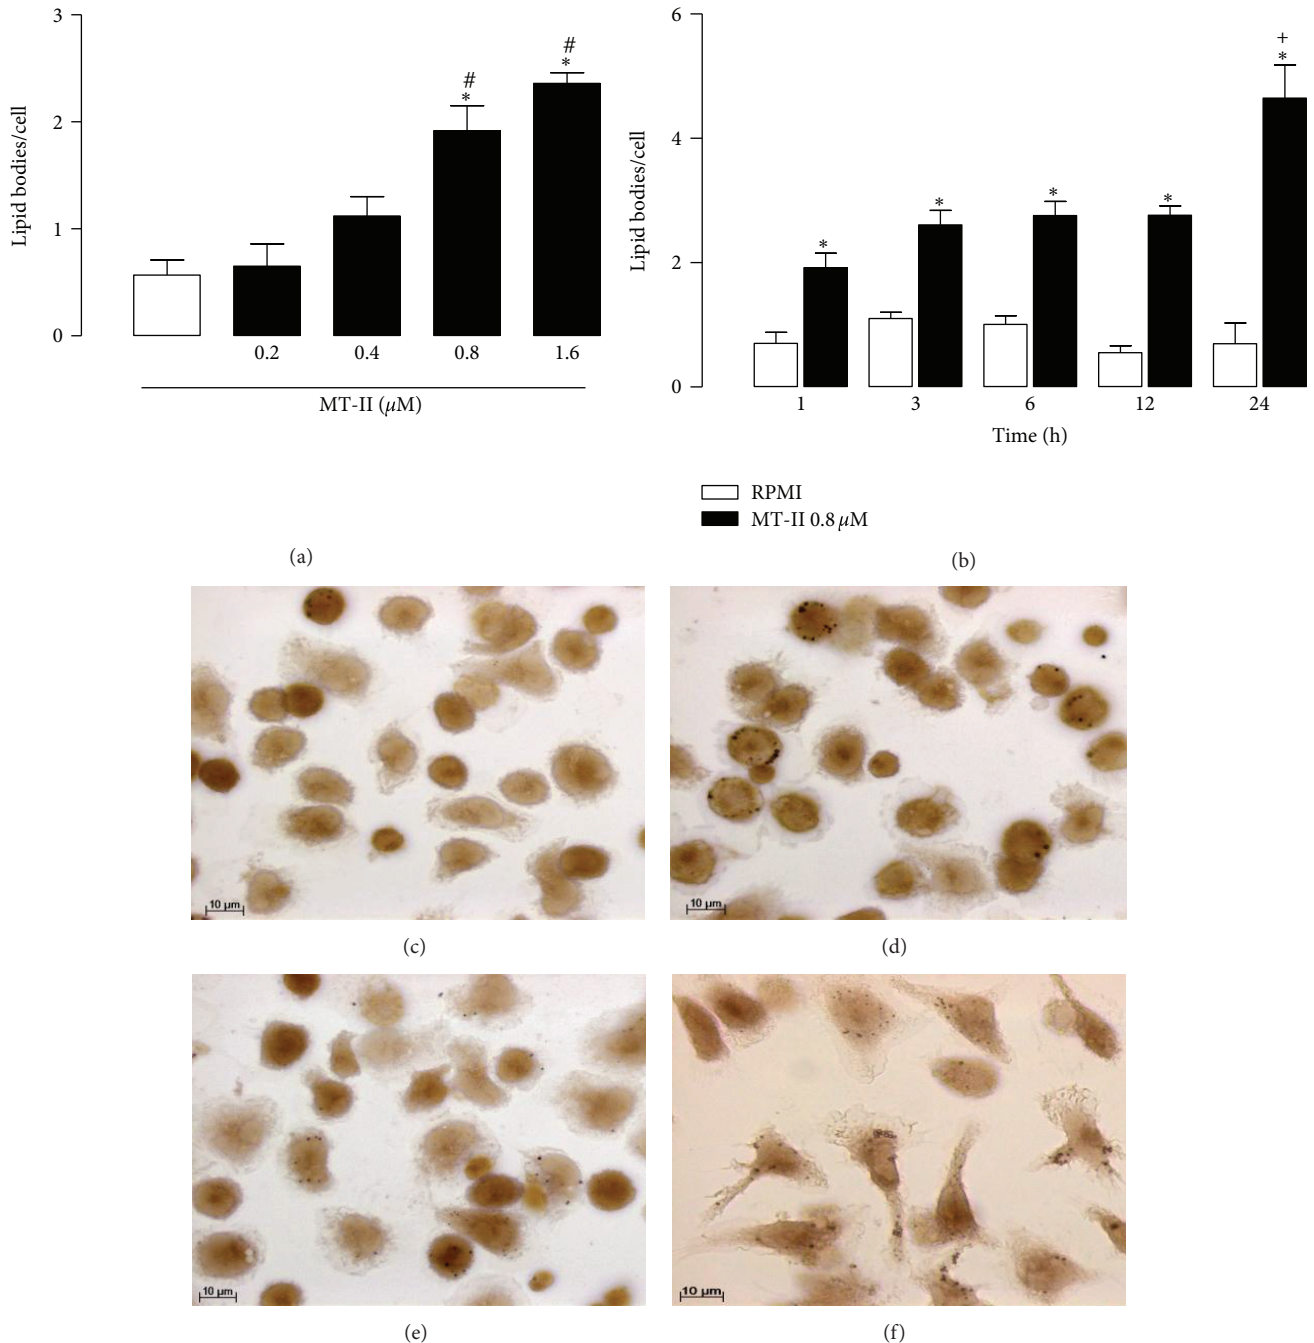 3
2
1
0
Lipid bodies/cell
#
*
#
*
0.2 0.4 0.8 1.6
MT-II (μM)
(a)
6
4
2
0
Lipid bodies/cell
*
*
*
*
+
*
1 3 6 12 24
Time (h)
RPMI
MT-II 0.8 μM
(b)
10 μm
(c)
10 μm
(d)
10 μm
(e)
10 μm
(f)